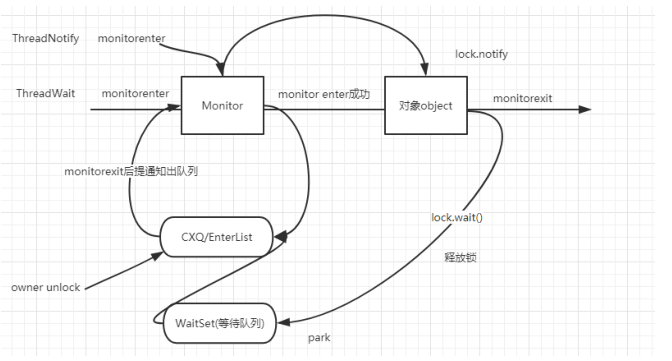 ThreadNotify monitorenter
lock.notify
ThreadWait monitorenter
monitor enter成功
Monitor
对象object
monitorexit
monitorexit后提通知出队列
lock.wait()
CXQ/EnterList
释放锁
owner unlock
WaitSet(等待队列)
park